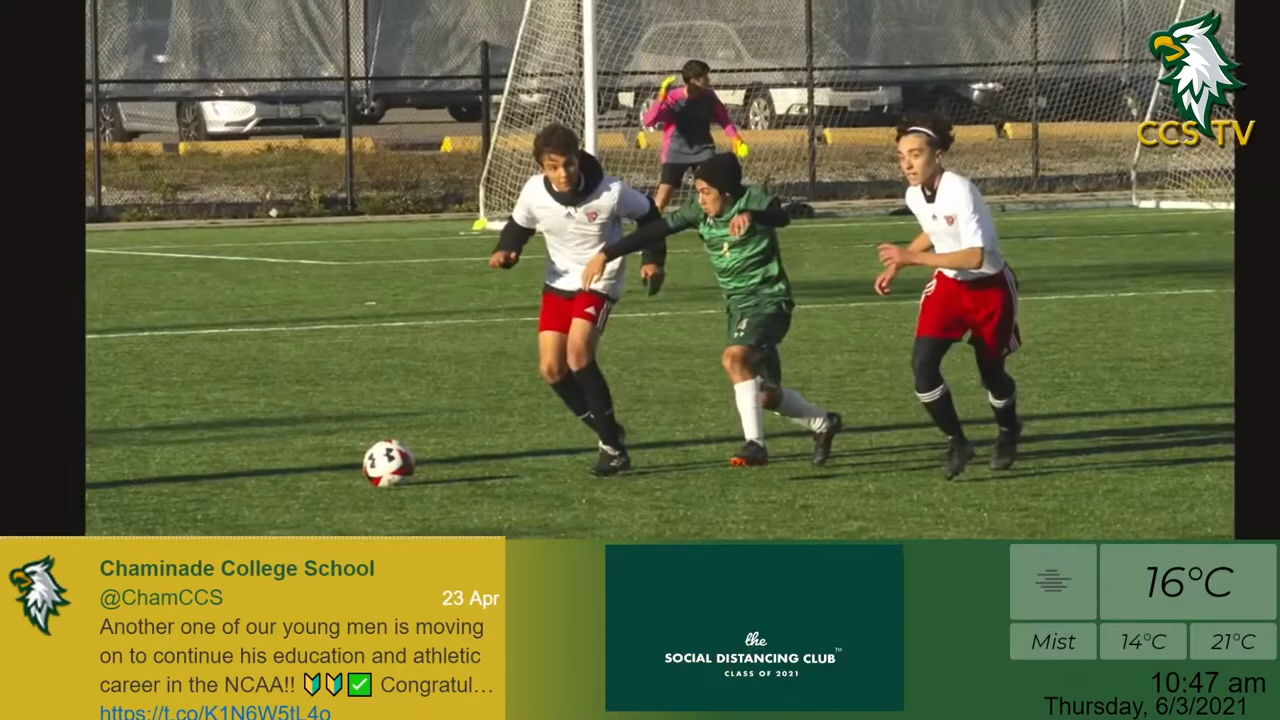 CCS TV
Chaminade College School
@ChamCCS
23 Apr
Another one of our young men is moving
on to continue his education and athletic
career in the NCAA!! 🔰🔰✅ Congratul…
https://t.co/K1N6W5tL4o
the
SOCIAL DISTANCING CLUB™
CLASS OF 2021
16°C
Mist
14°C
21°C
10:47 am
Thursday, 6/3/2021